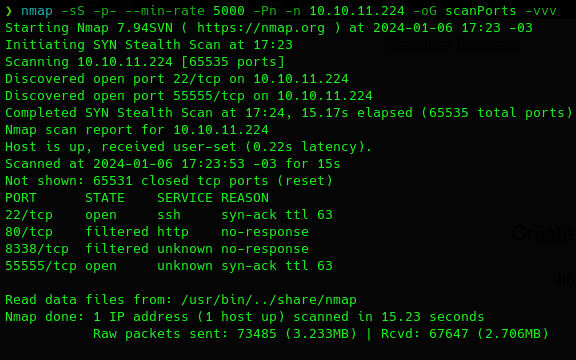 ❯ nmap -sS -p- --min-rate 5000 -Pn -n 10.10.11.224 -oG scanPorts -vvv
Starting Nmap 7.94SVN ( https://nmap.org ) at 2024-01-06 17:23 -03
Initiating SYN Stealth Scan at 17:23
Scanning 10.10.11.224 [65535 ports]
Discovered open port 22/tcp on 10.10.11.224
Discovered open port 55555/tcp on 10.10.11.224
Completed SYN Stealth Scan at 17:24, 15.17s elapsed (65535 total ports)
Nmap scan report for 10.10.11.224
Host is up, received user-set (0.22s latency).
Scanned at 2024-01-06 17:23:53 -03 for 15s
Not shown: 65531 closed tcp ports (reset)
PORT      STATE    SERVICE REASON
22/tcp    open     ssh     syn-ack ttl 63
80/tcp    filtered http    no-response
8338/tcp  filtered unknown no-response
55555/tcp open     unknown syn-ack ttl 63

Read data files from: /usr/bin/../share/nmap
Nmap done: 1 IP address (1 host up) scanned in 15.23 seconds
           Raw packets sent: 73485 (3.233MB) | Rcvd: 67647 (2.706MB)